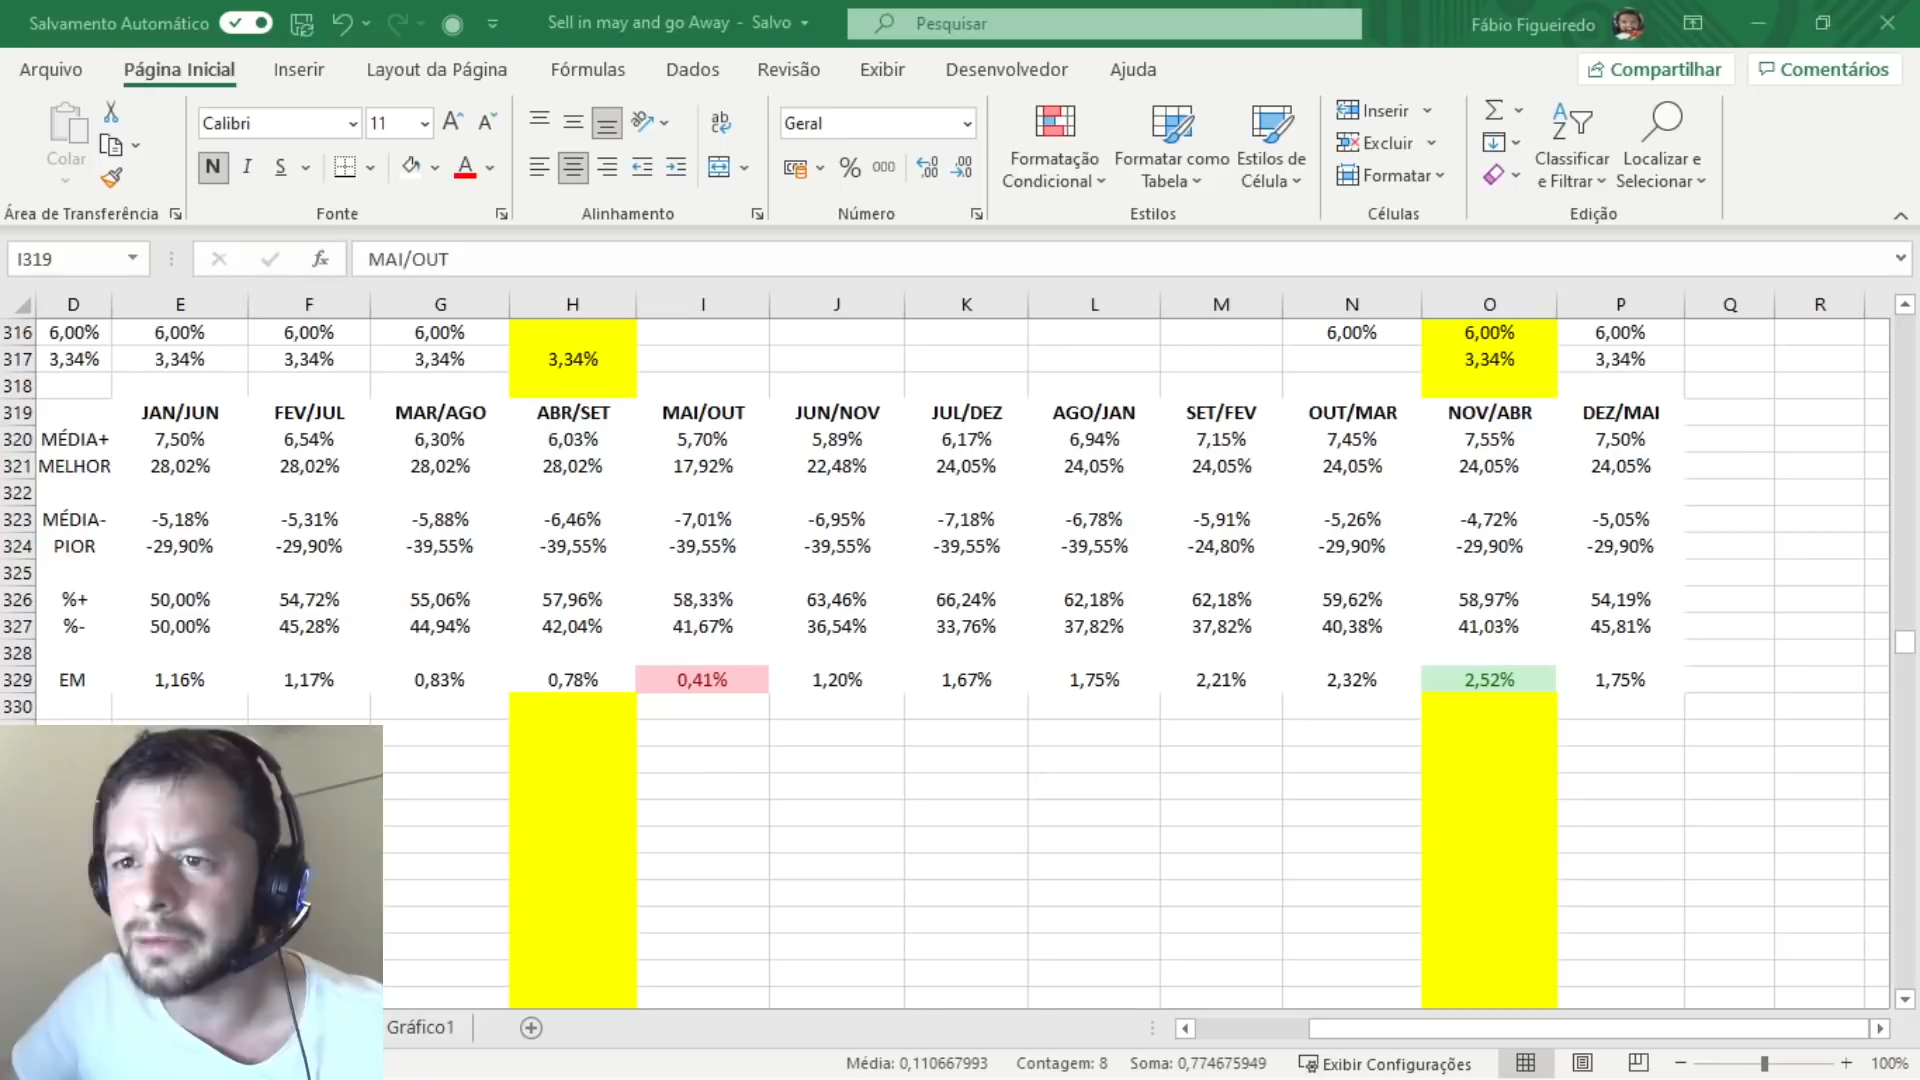 Salvamento Automático Sell in may and go Away - Salvo Pesquisar Fábio Figueiredo
Arquivo Página Inicial Inserir Layout da Página Fórmulas Dados Revisão Exibir Desenvolvedor Ajuda Compartilhar Comentários
Colar
Calibri 11
N I S
Geral
% 000
Formatação Condicional
Formatar como Tabela
Estilos de Célula
Inserir
Excluir
Formatar
Classificar e Filtrar
Localizar e Selecionar
Área de Transferência Fonte Alinhamento Número Estilos Células Edição
I319 fx MAI/OUT
D E F G H I J K L M N O P Q R
316 6,00% 6,00% 6,00% 6,00% 6,00% 6,00% 6,00%
317 3,34% 3,34% 3,34% 3,34% 3,34% 3,34% 3,34%
318
319 JAN/JUN FEV/JUL MAR/AGO ABR/SET MAI/OUT JUN/NOV JUL/DEZ AGO/JAN SET/FEV OUT/MAR NOV/ABR DEZ/MAI
320 MÉDIA+ 7,50% 6,54% 6,30% 6,03% 5,70% 5,89% 6,17% 6,94% 7,15% 7,45% 7,55% 7,50%
321 MELHOR 28,02% 28,02% 28,02% 28,02% 17,92% 22,48% 24,05% 24,05% 24,05% 24,05% 24,05% 24,05%
322
323 MÉDIA- -5,18% -5,31% -5,88% -6,46% -7,01% -6,95% -7,18% -6,78% -5,91% -5,26% -4,72% -5,05%
324 PIOR -29,90% -29,90% -39,55% -39,55% -39,55% -39,55% -39,55% -39,55% -24,80% -29,90% -29,90% -29,90%
325
326 %+ 50,00% 54,72% 55,06% 57,96% 58,33% 63,46% 66,24% 62,18% 62,18% 59,62% 58,97% 54,19%
327 %- 50,00% 45,28% 44,94% 42,04% 41,67% 36,54% 33,76% 37,82% 37,82% 40,38% 41,03% 45,81%
328
329 EM 1,16% 1,17% 0,83% 0,78% 0,41% 1,20% 1,67% 1,75% 2,21% 2,32% 2,52% 1,75%
330
Gráfico1
Média: 0,110667993 Contagem: 8 Soma: 0,774675949 Exibir Configurações 100%